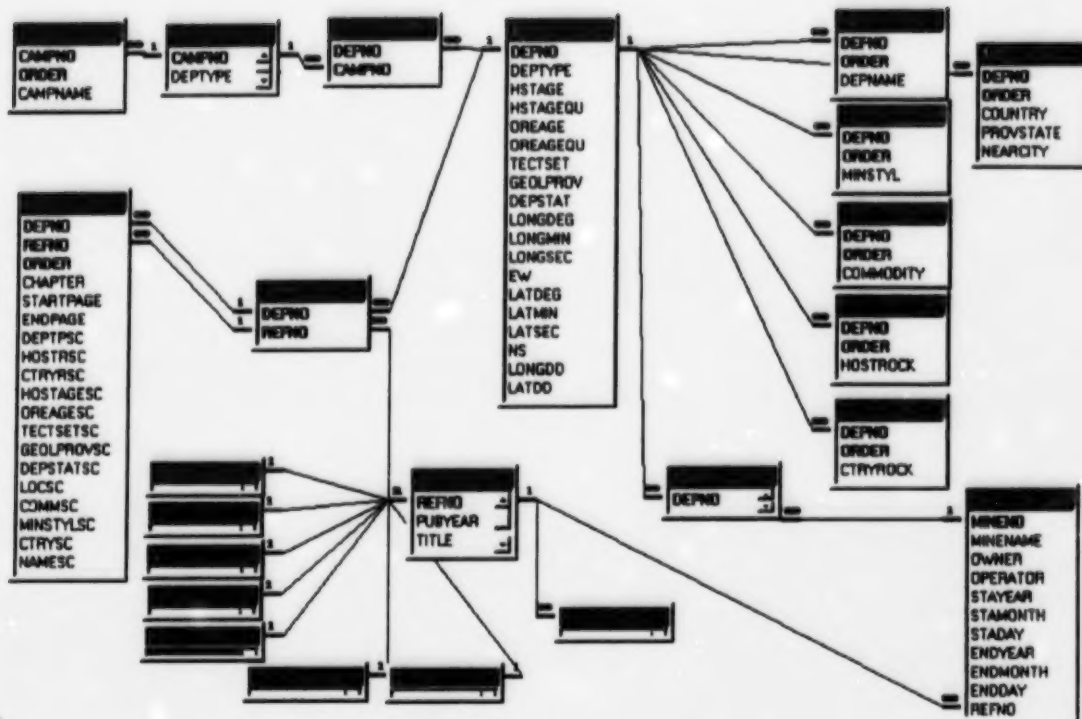 CAMPNO
ORDER
CAMPNAME
CAMPNO
DEPTYPE
DEPNO
CAMPNO
DEPNO
DEPTYPE
HSTAGE
HSTAGEQU
OREAGE
OREAGEQU
TECTSET
GEOLPROV
DEPSTAT
LONGDEG
LONGMIN
LONGSEC
EW
LATDEG
LATMIN
LATSEC
NS
LONGDD
LATDD
DEPNO
ORDER
DEPNAME
DEPNO
ORDER
COUNTRY
PROVSTATE
NEARCITY
DEPNO
ORDER
MINSTYL
DEPNO
ORDER
COMMODITY
DEPNO
ORDER
HOSTROCK
DEPNO
ORDER
CTRYROCK
DEPNO
REFNO
ORDER
CHAPTER
STARTPAGE
ENDPAGE
DEPTPSC
HOSTRSC
CTRYRSC
HOSTAGESC
OREAGESC
TECTSETSC
GEOLPROVSC
DEPSTATSC
LOCSC
COMMSC
MINSTYLSC
CTRYSC
NAMESC
DEPNO
REFNO
REFNO
PUBYEAR
TITLE
DEPNO
MINENO
MINENAME
OWNER
OPERATOR
STAYEAR
STAMONTH
STADAY
ENDYEAR
ENDMONTH
ENDDAY
REFNO